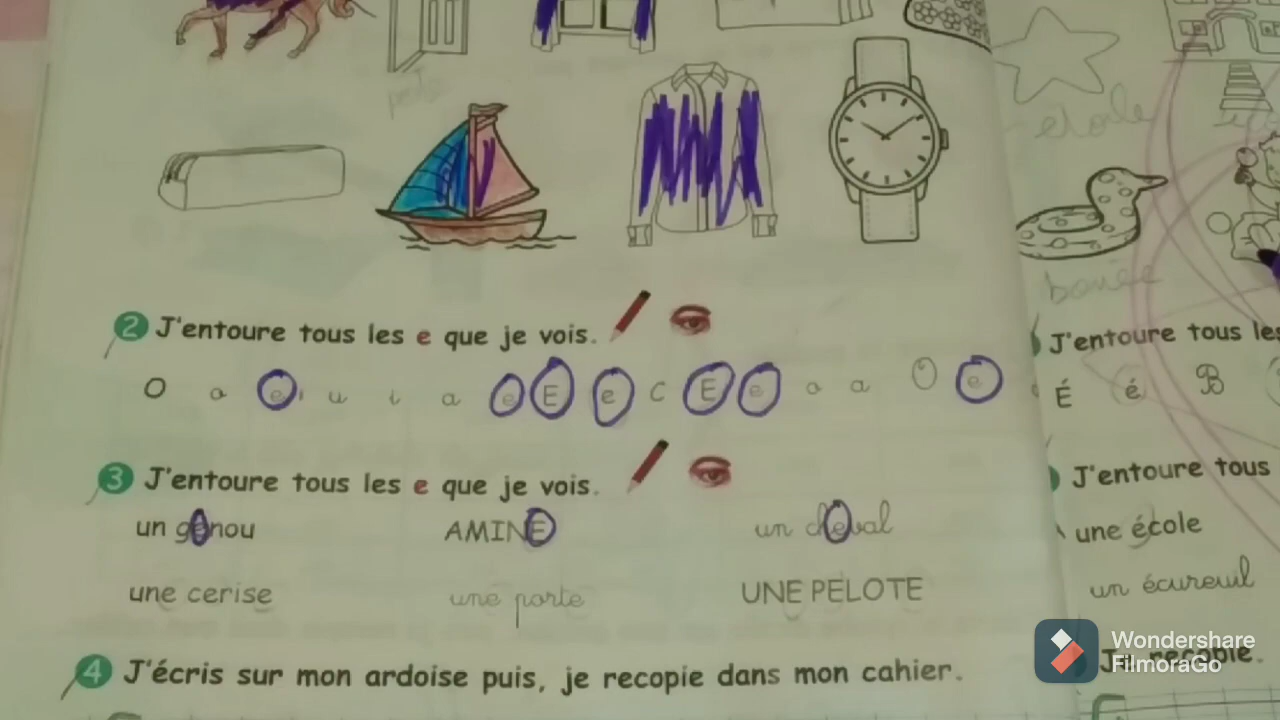 étoile
bouée
2 J'entoure tous les e que je vois.
o a e u i a e E e c E e o a O e
3 J'entoure tous les e que je vois.
un genou AMINE un cheval
une cerise une porte UNE PELOTE
4 J'écris sur mon ardoise puis, je recopie dans mon cahier.
J'entoure tous les
É é B
J'entoure tous
une école
un écureuil
Wondershare
FilmoraGo